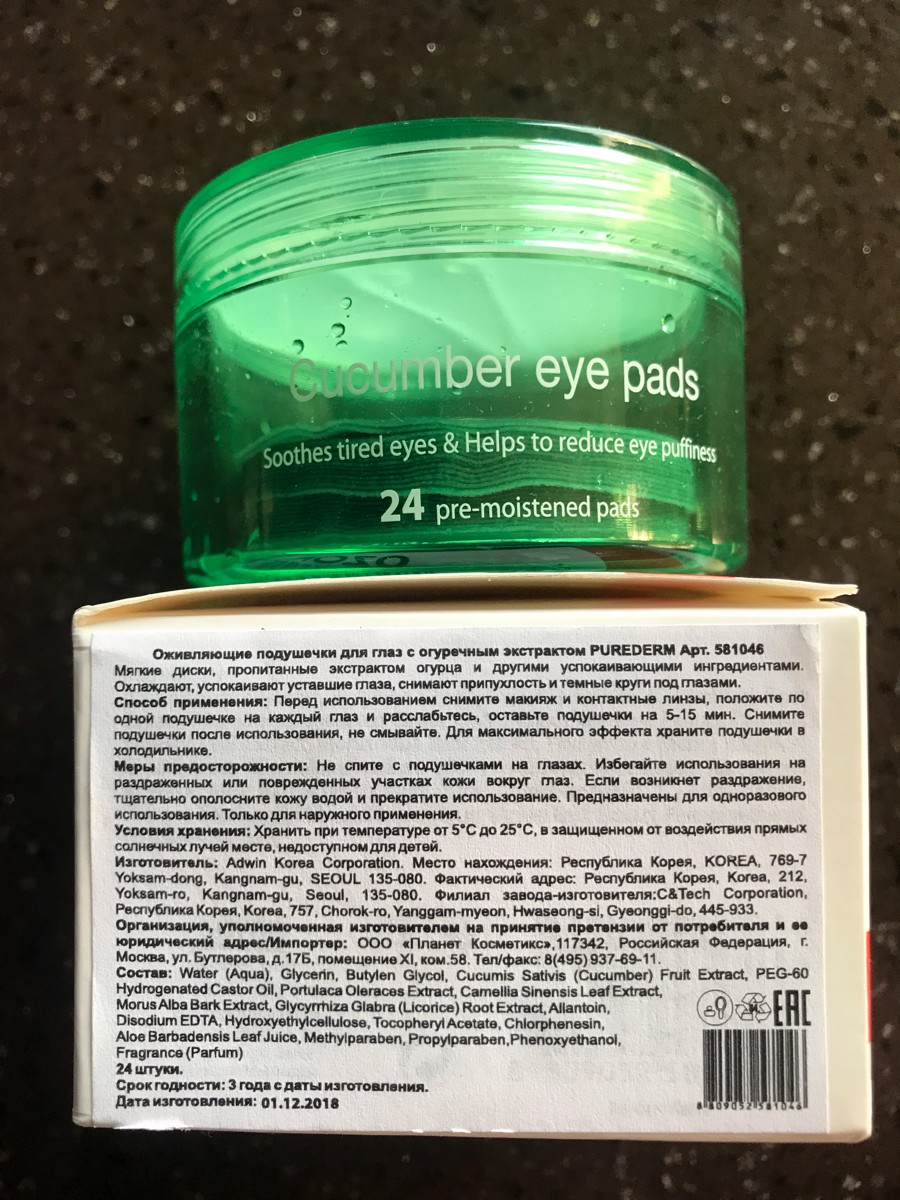 Cucumber eye pads
Soothes tired eyes & Helps to reduce eye puffiness
24 pre-moistened pads
Оживляющие подушечки для глаз с огуречным экстрактом PUREDERM Арт. 581046
Мягкие диски, пропитанные экстрактом огурца и другими успокаивающими ингредиентами.
Охлаждают, успокаивают уставшие глаза, снимают припухлость и темные круги под глазами.
Способ применения: Перед использованием снимите макияж и контактные линзы, положите по
одной подушечке на каждый глаз и расслабьтесь, оставьте подушечки на 5-15 мин. Снимите
подушечки после использования, не смывайте. Для максимального эффекта храните подушечки в
холодильнике.
Меры предосторожности: Не спите с подушечками на глазах. Избегайте использования на
раздраженных или поврежденных участках кожи вокруг глаз. Если возникнет раздражение,
тщательно ополосните кожу водой и прекратите использование. Предназначены для одноразового
использования. Только для наружного применения.
Условия хранения: Хранить при температуре от 5°С до 25°С, в защищенном от воздействия прямых
солнечных лучей месте, недоступном для детей.
Изготовитель: Adwin Korea Corporation. Место нахождения: Республика Корея, KOREA, 769-7
Yoksam-dong, Kangnam-gu, SEOUL 135-080. Фактический адрес: Республика Корея, Korea, 212,
Yoksam-ro, Kangnam-gu, Seoul, 135-080. Филиал завода-изготовителя:C&Tech Corporation,
Республика Корея, Korea, 757, Chorok-ro, Yanggam-myeon, Hwaseong-si, Gyeonggi-do, 445-933.
Организация, уполномоченная изготовителем на принятие претензии от потребителя и ее
юридический адрес/Импортер: ООО «Планет Косметикс»,117342, Российская Федерация, г.
Москва, ул. Бутлерова, д.17Б, помещение XI, ком.58. Тел/факс: 8(495) 937-69-11.
Состав: Water (Aqua), Glycerin, Butylen Glycol, Cucumis Sativis (Cucumber) Fruit Extract, PEG-60
Hydrogenated Castor Oil, Portulaca Oleraces Extract, Camellia Sinensis Leaf Extract,
Morus Alba Bark Extract, Glycyrrhiza Glabra (Licorice) Root Extract, Allantoin,
Disodium EDTA, Hydroxyethylcellulose, Tocopheryl Acetate, Chlorphenesin,
Aloe Barbadensis Leaf Juice, Methylparaben, Propylparaben,Phenoxyethanol,
Fragrance (Parfum)
24 штуки.
Срок годности: 3 года с даты изготовления.
Дата изготовления: 01.12.2018
EAC
8 809052 581046